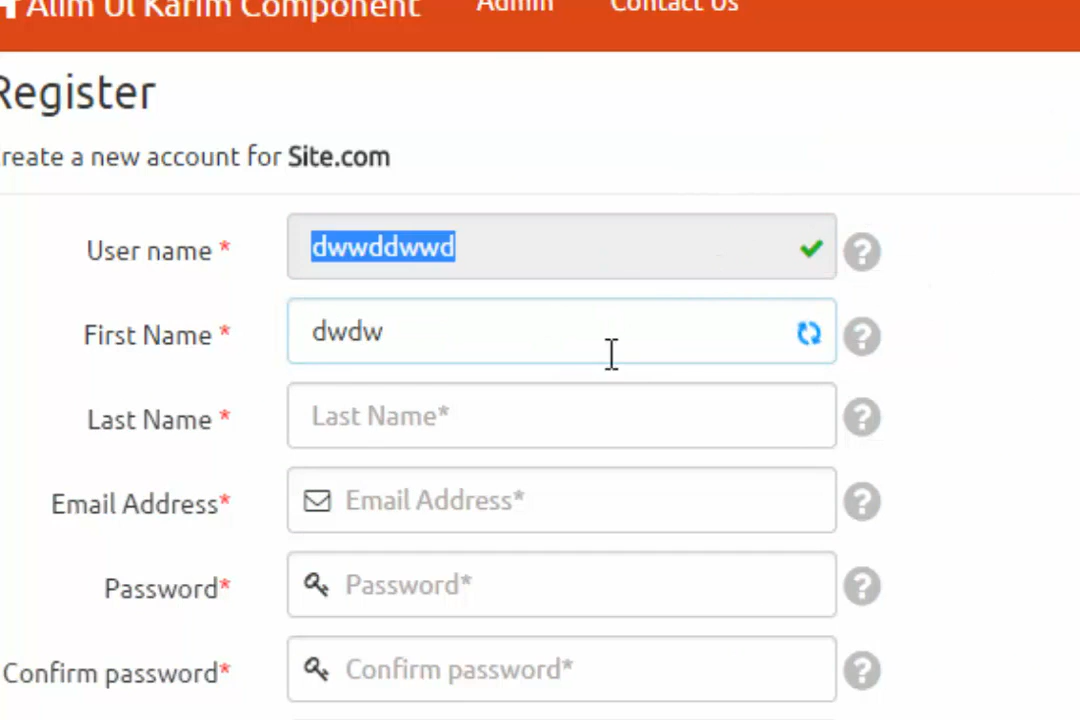 Alim Ul Karim Component Admin Contact Us
Register
reate a new account for Site.com
User name * dwwddwwd ?
First Name * dwdw ?
Last Name * Last Name* ?
Email Address* Email Address* ?
Password* Password* ?
Confirm password* Confirm password* ?